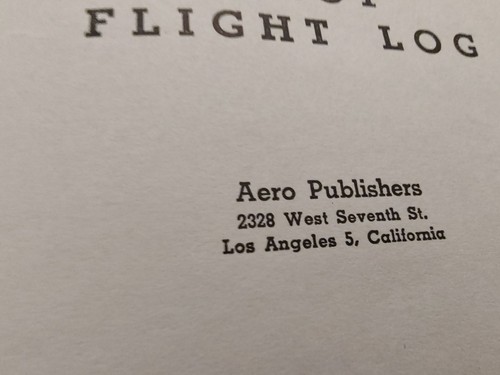 FLIGHT LOG
Aero Publishers
2328 West Seventh St.
Los Angeles 5, California